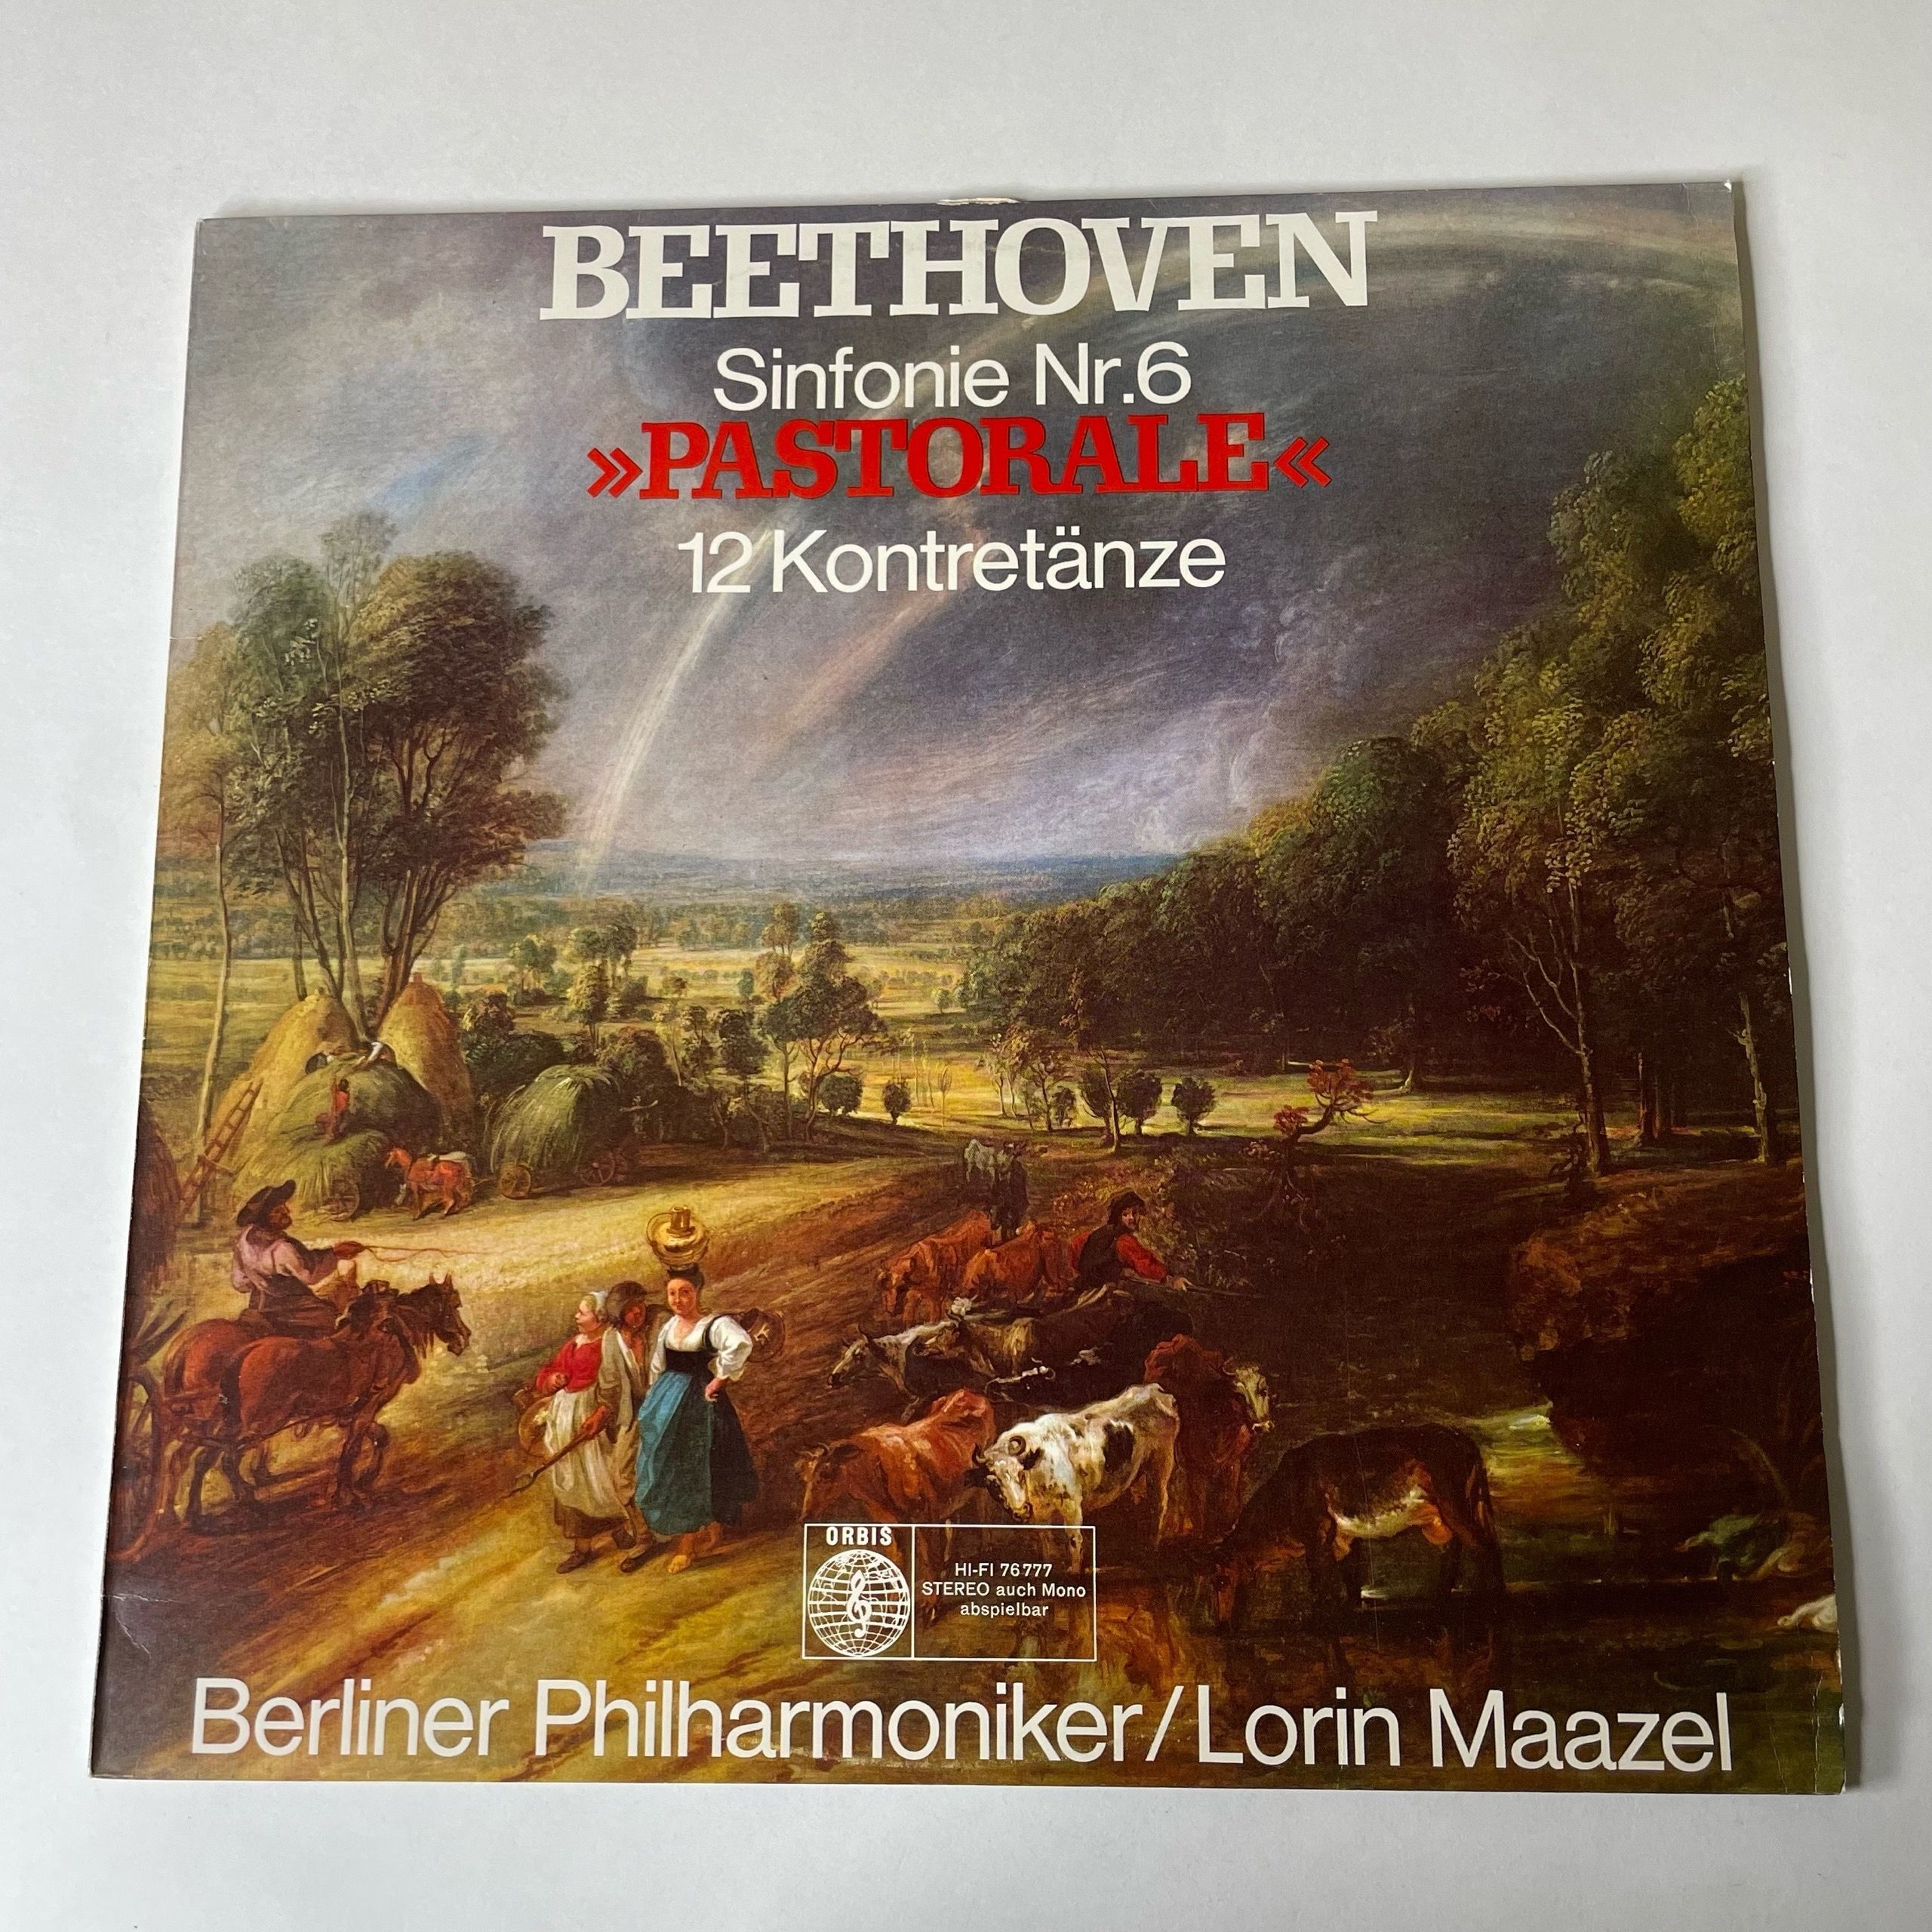 BEETHOVEN
Sinfonie Nr.6
»PASTORALE«
12 Kontretänze
ORBIS
HI-FI 76777
STEREO auch Mono
abspielbar
Berliner Philharmoniker/Lorin Maazel